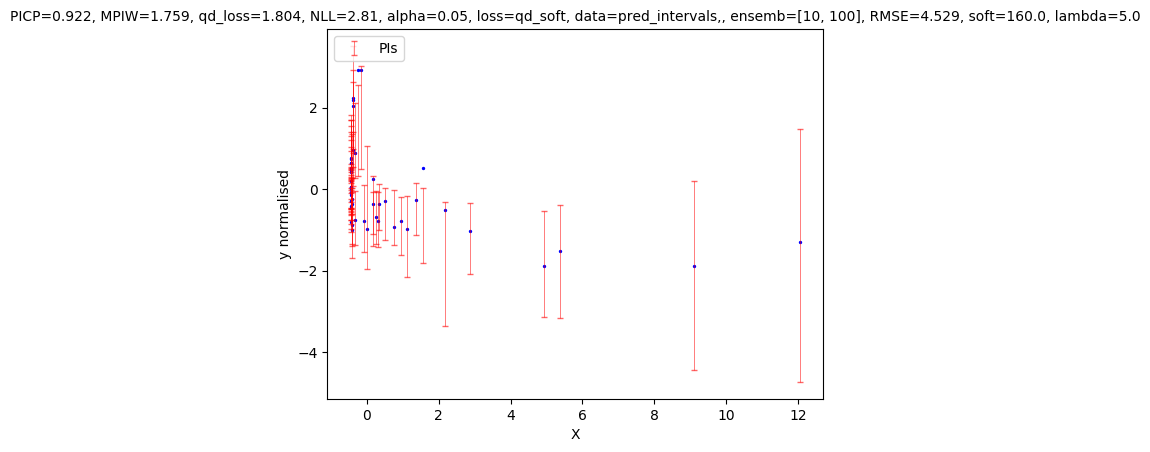 PICP=0.922, MPIW=1.759, qd_loss=1.804, NLL=2.81, alpha=0.05, loss=qd_soft, data=pred_intervals,, ensemb=[10, 100], RMSE=4.529, soft=160.0, lambda=5.0
PIs
2
0
−2
−4
y normalised
0 2 4 6 8 10 12
X